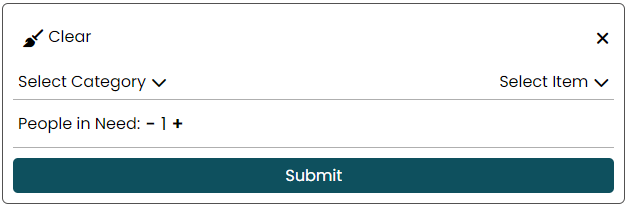 Clear
Select Category Select Item
People in Need: - 1 +
Submit